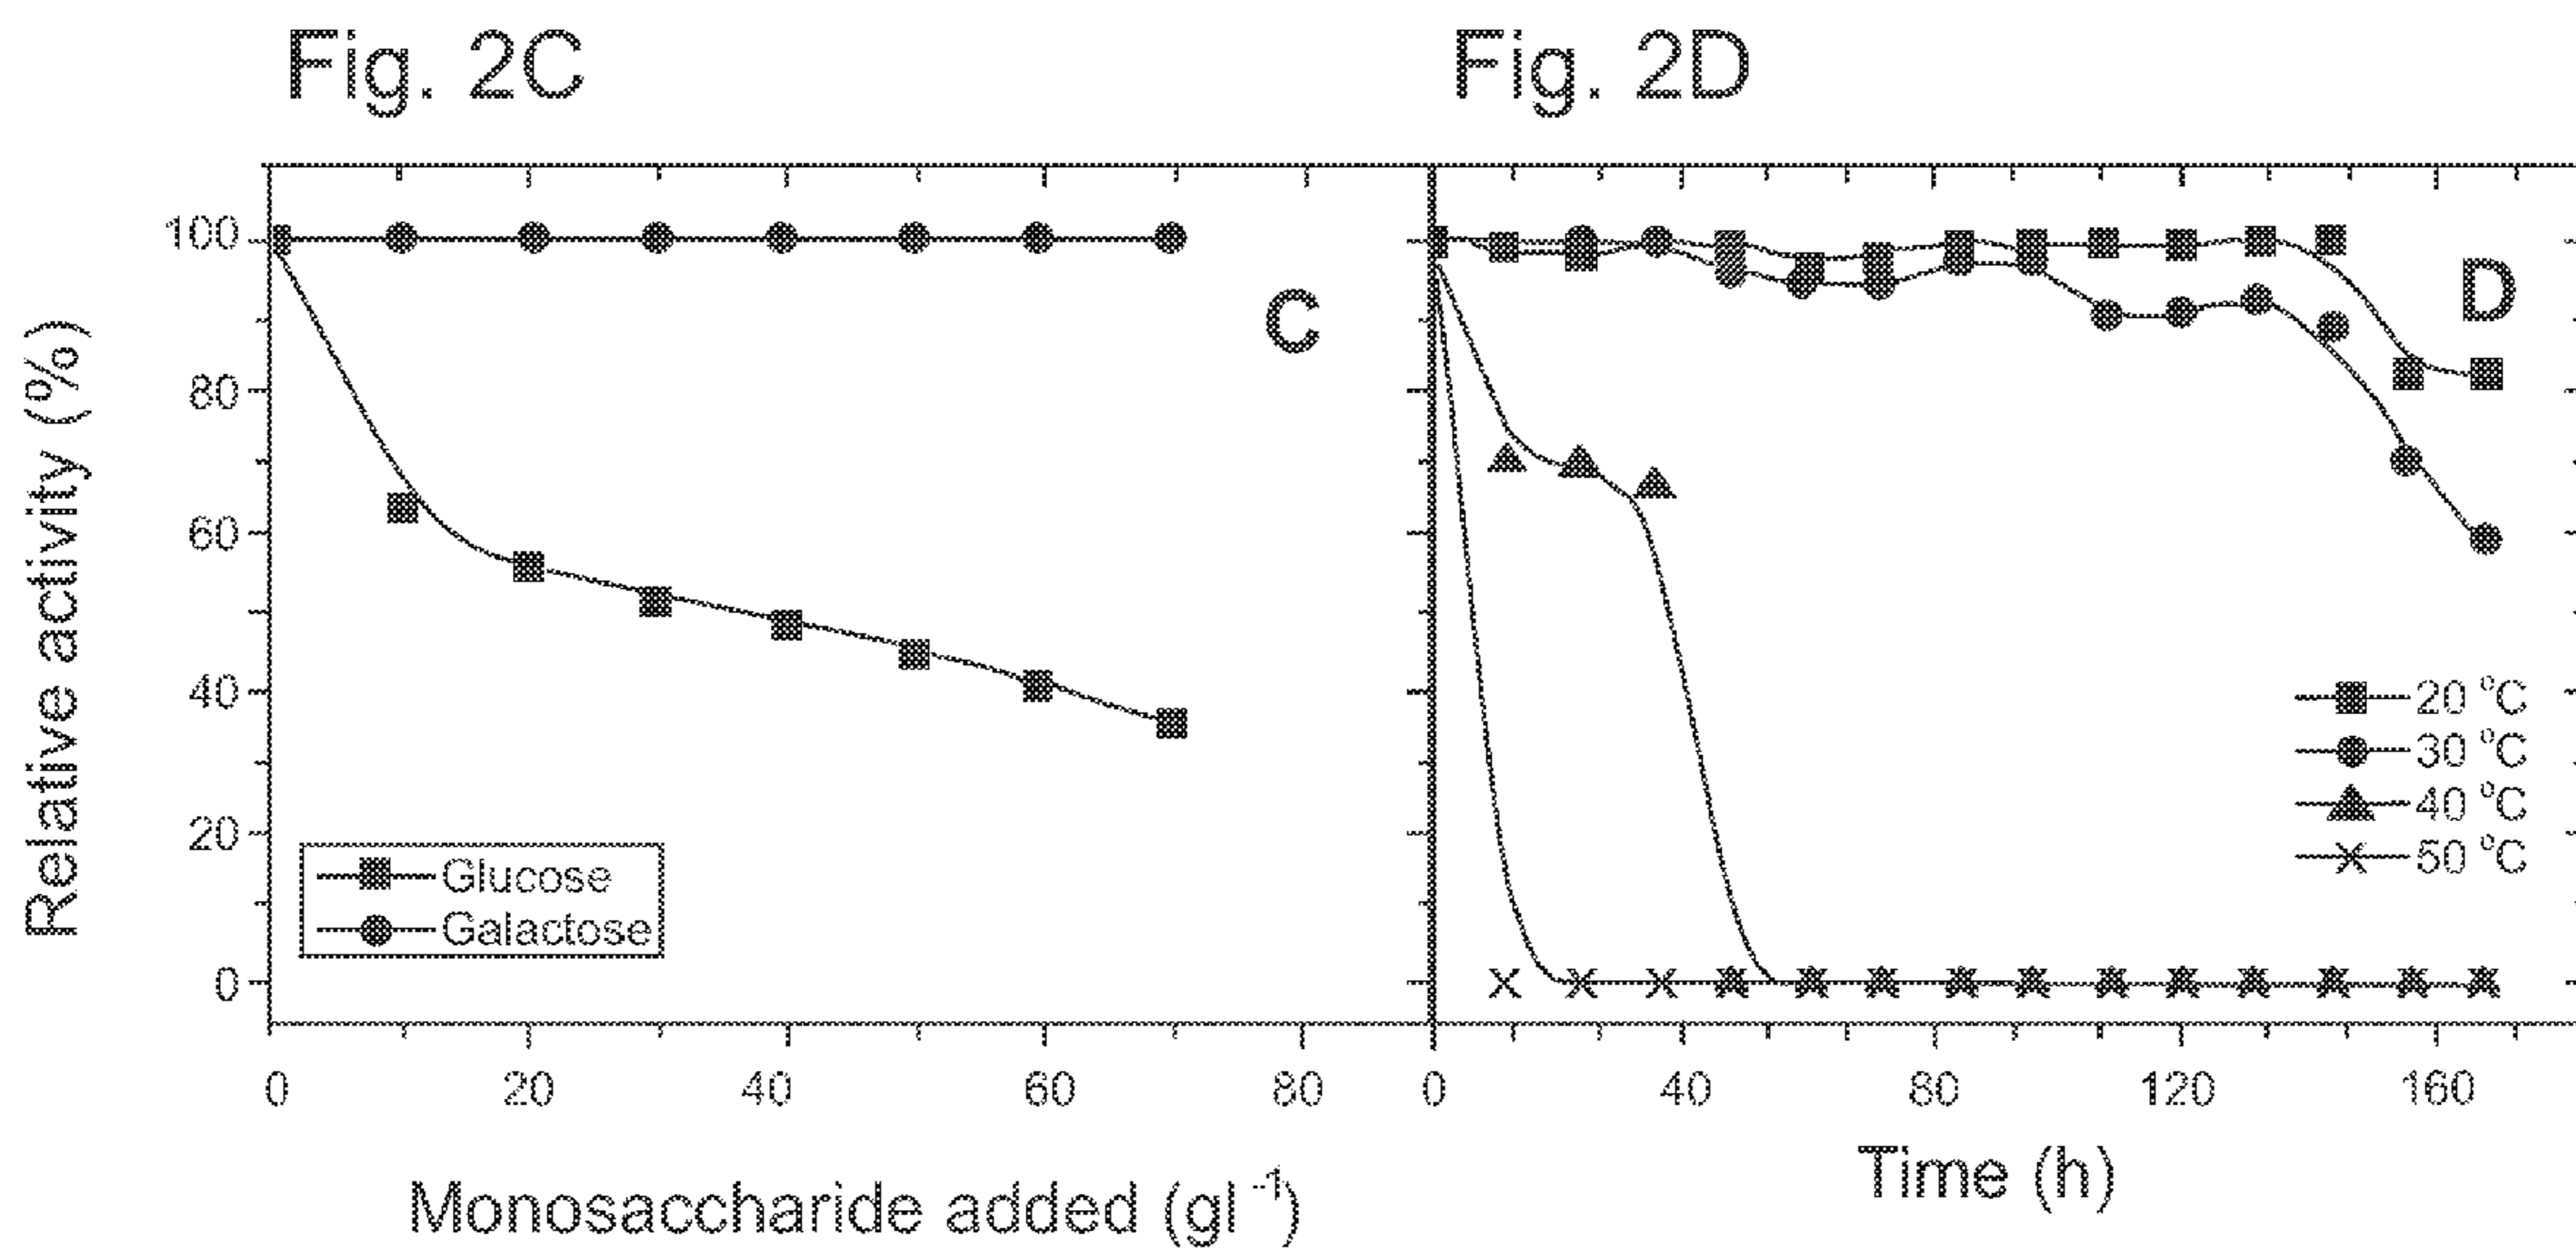 Fig. 2C
Fig. 2D
Relative activity (%)
100
80
60
40
20
0
C
Glucose
Galactose
0 20 40 60 80
Monosaccharide added (gl⁻¹)
D
20 °C
30 °C
40 °C
50 °C
0 40 80 120 160
Time (h)